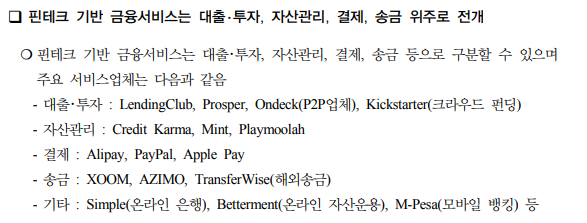 ❏ 핀테크 기반 금융서비스는 대출·투자, 자산관리, 결제, 송금 위주로 전개
❍ 핀테크 기반 금융서비스는 대출·투자, 자산관리, 결제, 송금 등으로 구분할 수 있으며
주요 서비스업체는 다음과 같음
- 대출·투자 : LendingClub, Prosper, Ondeck(P2P업체), Kickstarter(크라우드 펀딩)
- 자산관리 : Credit Karma, Mint, Playmoolah
- 결제 : Alipay, PayPal, Apple Pay
- 송금 : XOOM, AZIMO, TransferWise(해외송금)
- 기타 : Simple(온라인 은행), Betterment(온라인 자산운용), M-Pesa(모바일 뱅킹) 등